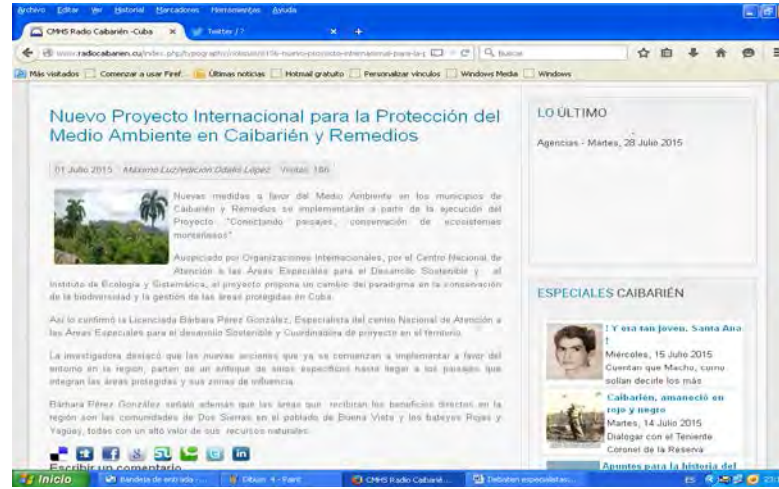 Archivo Editar Ver Historial Marcadores Herramientas Ayuda
CMHS Radio Caibarién -Cuba × Twitter / ? × +
Buscar
Más visitados Comenzar a usar Firef... Últimas noticias Hotmail gratuito Personalizar vínculos Windows Media Windows
Nuevo Proyecto Internacional para la Protección del
Medio Ambiente en Caibarién y Remedios
01 Julio 2015 Máximo Luz/edición Odalis López Visitas: 186
Nuevas medidas a favor del Medio Ambiente en los municipios de
Caibarién y Remedios se implementarán a partir de la ejecución del
Proyecto "Conectando paisajes, conservación de ecosistemas
montañosos"
Auspiciado por Organizaciones Internacionales, por el Centro Nacional de
Atención a las Áreas Especiales para el Desarrollo Sostenible y el
Instituto de Ecología y Sistemática, el proyecto propone un cambio del paradigma en la conservación
de la biodiversidad y la gestión de las áreas protegidas en Cuba.
Así lo confirmó la Licenciada Bárbara Pérez González, Especialista del centro Nacional de Atención a
las Áreas Especiales para el desarrollo Sostenible y Coordinadora de proyecto en el territorio.
La investigadora destacó que las nuevas acciones que ya se comienzan a implementar a favor del
entorno en la región, parten de un enfoque de sitios específicos hasta llegar a los paisajes que
integran las áreas protegidas y sus zonas de influencia.
Bárbara Pérez González señaló además que las áreas que recibirán los beneficios directos en la
región son las comunidades de Dos Sierras en el poblado de Buena Vista y los bateyes Rojas y
Yagüey, todas con un alto valor de sus recursos naturales.
Escribir un comentario
LO ÚLTIMO
Agencias - Martes, 28 Julio 2015
ESPECIALES CAIBARIÉN
! Y era tan joven, Santa Ana
!
Miércoles, 15 Julio 2015
Cuentan que Macho, como
solían decirle los más
Caibarién, amaneció en
rojo y negro
Martes, 14 Julio 2015
Dialogar con el Teniente
Coronel de la Reserva
Apuntes para la historia del
Inicio Bandeja de entrada - ... Dibujo 4 - Paint CMHS Radio Caibarié... Debaten especialistas... ES